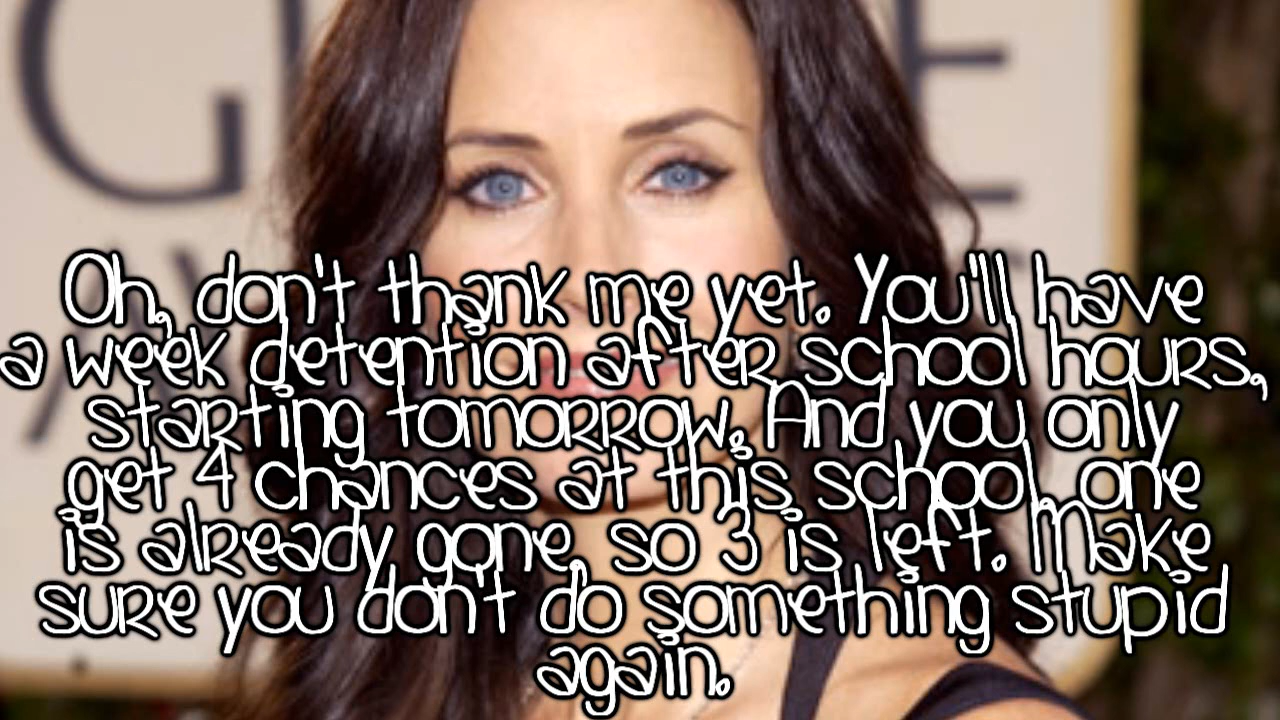 Oh, don't thank me yet. You'll have
a week detention after school hours,
starting tomorrow. And you only
get 4 chances at this school, one
is already gone, so 3 is left. Make
sure you don't do something stupid
again.